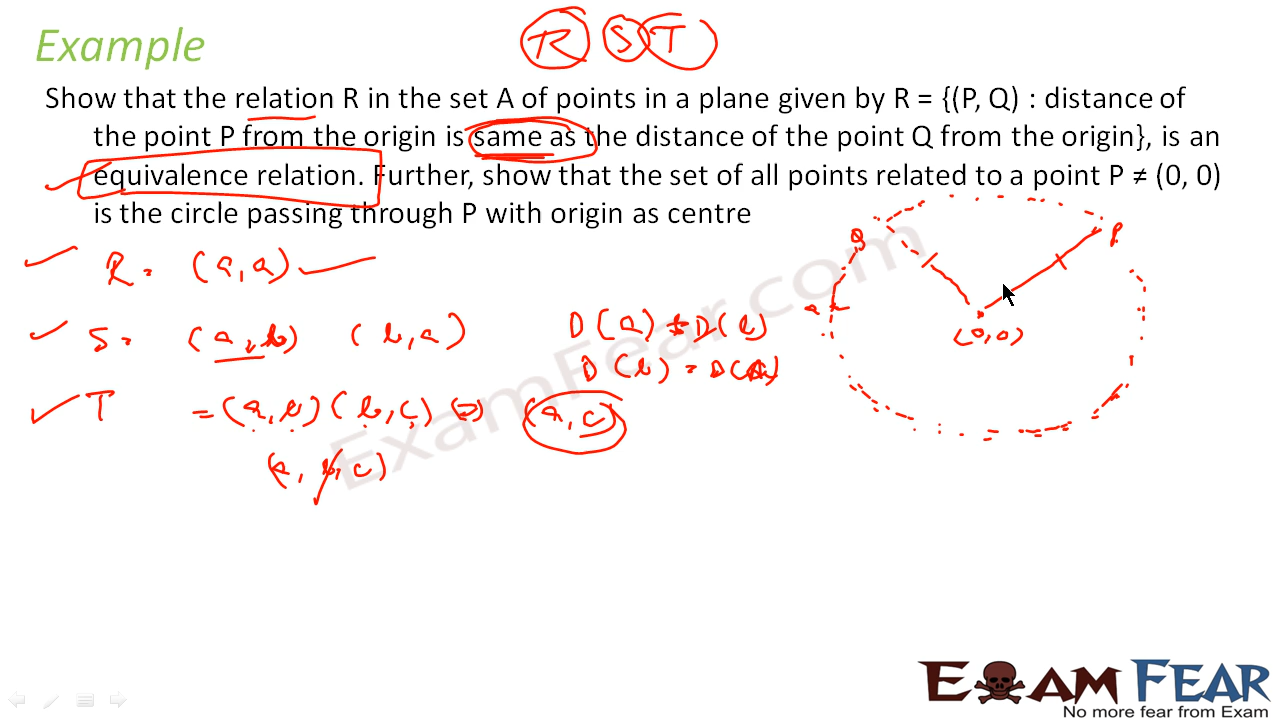 Example
R S T
Show that the relation R in the set A of points in a plane given by R = {(P, Q) : distance of
the point P from the origin is same as the distance of the point Q from the origin}, is an
equivalence relation. Further, show that the set of all points related to a point P ≠ (0, 0)
is the circle passing through P with origin as centre
Q P
R = (a, a)
(0,0)
S = (a, b) (b, a) D(a) = D(b)
D(b) = D(a)
T = (a, b) (b, c) (a, c)
(a, b, c)
ExamFear.com
EXAM FEAR
No more fear from Exam